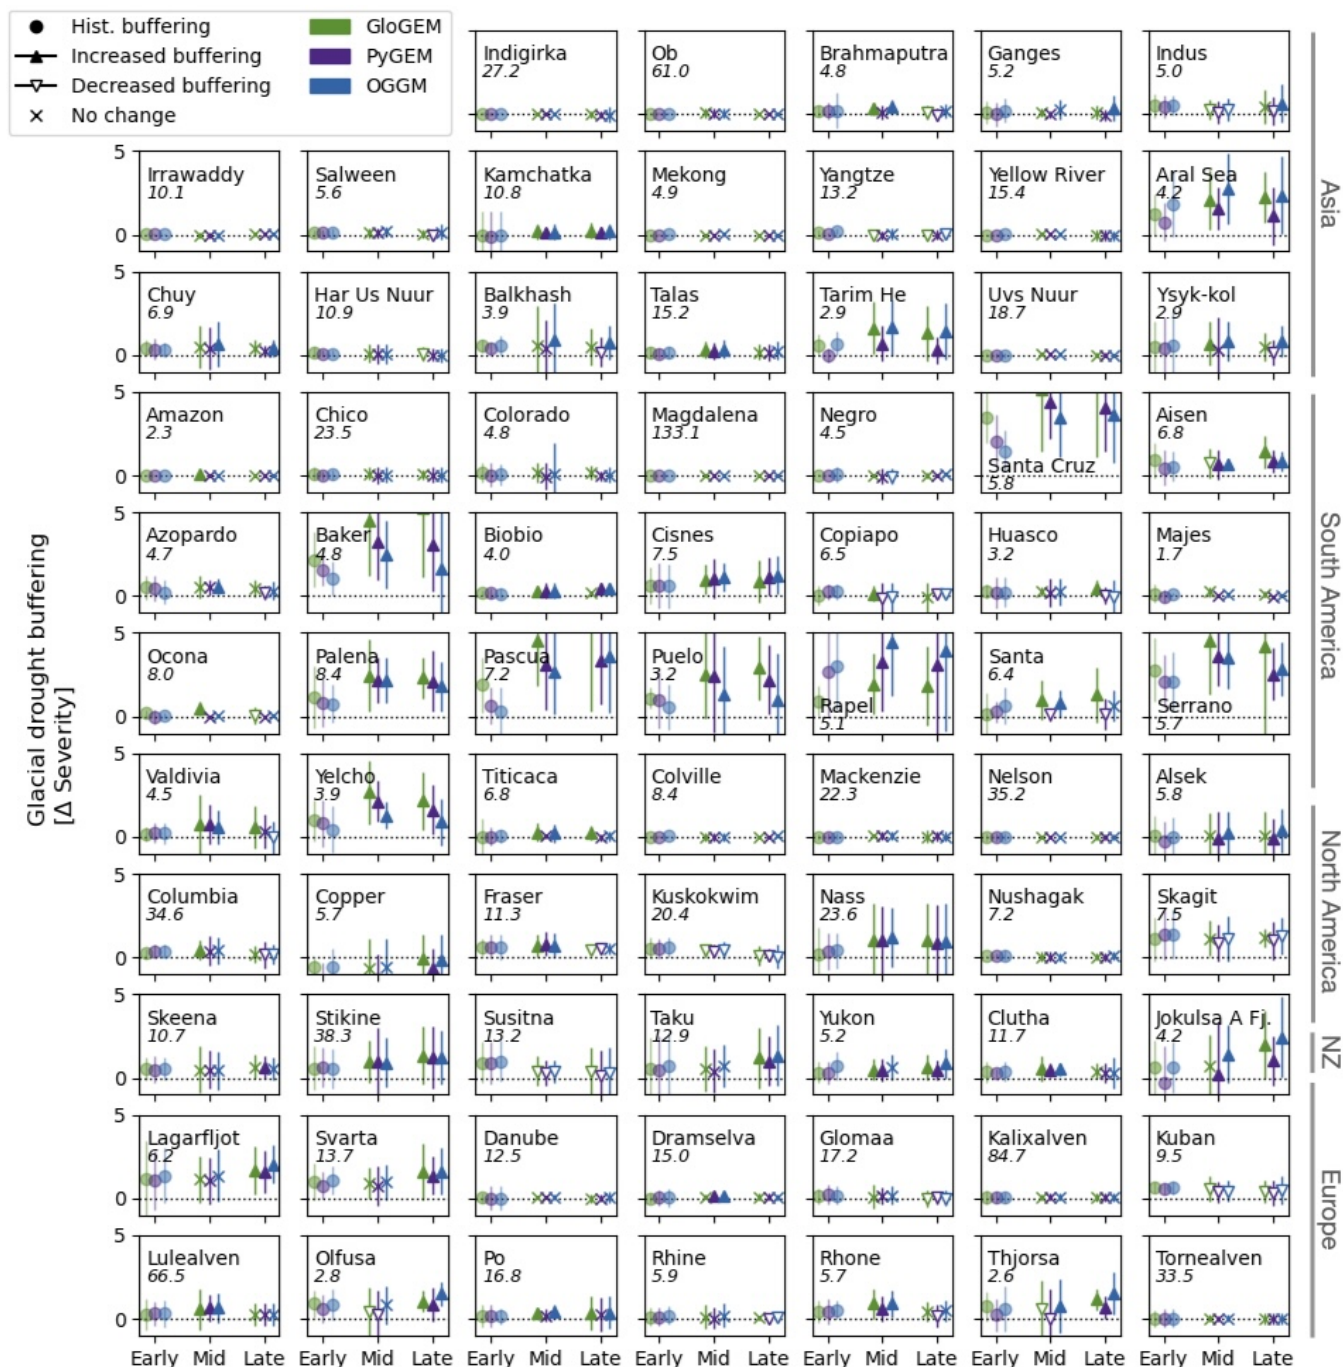 Hist. buffering
Increased buffering
Decreased buffering
No change
GloGEM
PyGEM
OGGM
Indigirka
27.2
Ob
61.0
Brahmaputra
4.8
Ganges
5.2
Indus
5.0
5
0
Irrawaddy
10.1
Salween
5.6
Kamchatka
10.8
Mekong
4.9
Yangtze
13.2
Yellow River
15.4
Aral Sea
4.2
Asia
5
0
Chuy
6.9
Har Us Nuur
10.9
Balkhash
3.9
Talas
15.2
Tarim He
2.9
Uvs Nuur
18.7
Ysyk-kol
2.9
5
0
Amazon
2.3
Chico
23.5
Colorado
4.8
Magdalena
133.1
Negro
4.5
Santa Cruz
5.8
Aisen
6.8
5
0
Azopardo
4.7
Baker
4.8
Biobio
4.0
Cisnes
7.5
Copiapo
6.5
Huasco
3.2
Majes
1.7
South America
5
0
Ocona
8.0
Palena
8.4
Pascua
7.2
Puelo
3.2
Rapel
5.1
Santa
6.4
Serrano
5.7
Glacial drought buffering
[Δ Severity]
5
0
Valdivia
4.5
Yelcho
3.9
Titicaca
6.8
Colville
8.4
Mackenzie
22.3
Nelson
35.2
Alsek
5.8
5
0
Columbia
34.6
Copper
5.7
Fraser
11.3
Kuskokwim
20.4
Nass
23.6
Nushagak
7.2
Skagit
7.5
North America
5
0
Skeena
10.7
Stikine
38.3
Susitna
13.2
Taku
12.9
Yukon
5.2
Clutha
11.7
Jokulsa A Fj.
4.2
NZ
5
0
Lagarfljot
6.2
Svarta
13.7
Danube
12.5
Dramselva
15.0
Glomaa
17.2
Kalixalven
84.7
Kuban
9.5
Europe
5
0
Lulealven
66.5
Olfusa
2.8
Po
16.8
Rhine
5.9
Rhone
5.7
Thjorsa
2.6
Tornealven
33.5
Early Mid Late
Early Mid Late
Early Mid Late
Early Mid Late
Early Mid Late
Early Mid Late
Early Mid Late